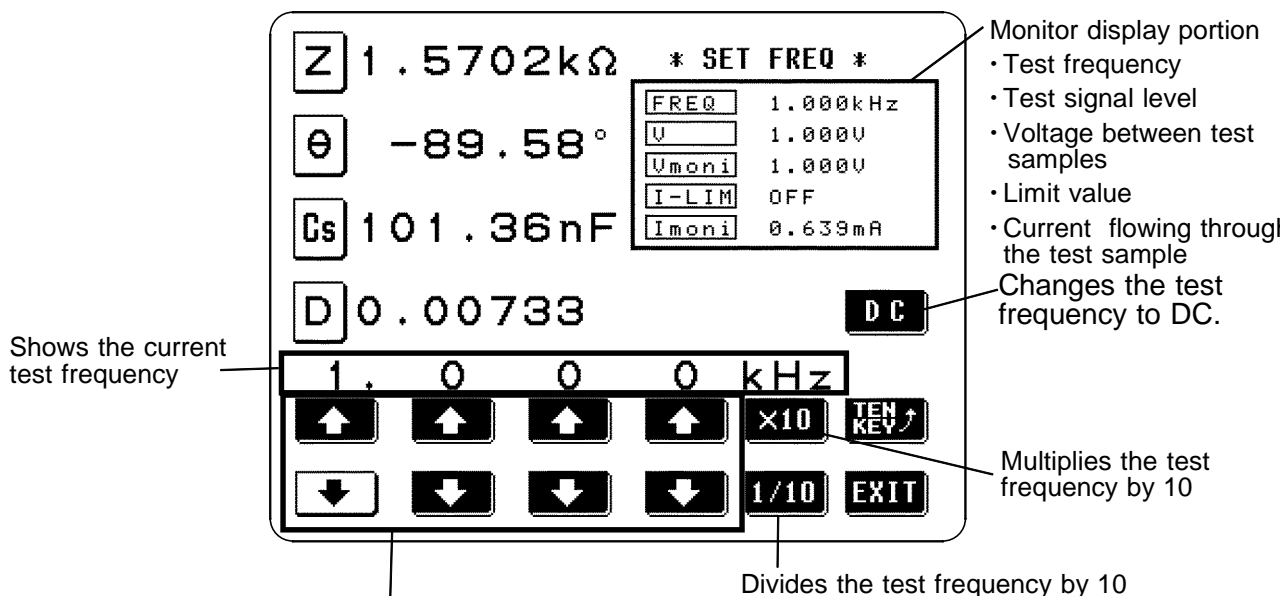 Z 1.5702kΩ
θ -89.58°
Cs 101.36nF
D 0.00733
* SET FREQ *
FREQ 1.000kHz
V 1.000V
Vmoni 1.000V
I-LIM OFF
Imoni 0.639mA
DC
1. 0 0 0 kHz
×10
TEN
KEY
1/10
EXIT
Monitor display portion
・Test frequency
・Test signal level
・Voltage between test
samples
・Limit value
・Current flowing through
the test sample
Changes the test
frequency to DC.
Shows the current
test frequency
Multiplies the test
frequency by 10
Divides the test frequency by 10